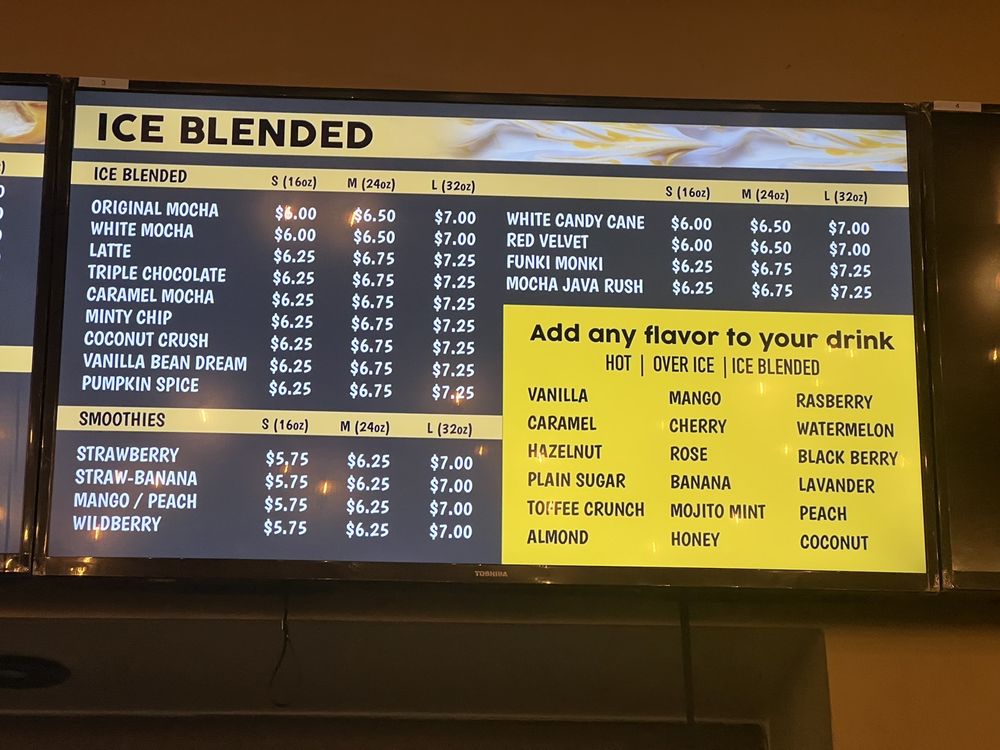 3
4
ICE BLENDED
ICE BLENDED S (16oz) M (24oz) L (32oz)
ORIGINAL MOCHA $6.00 $6.50 $7.00
WHITE MOCHA $6.00 $6.50 $7.00
LATTE $6.25 $6.75 $7.25
TRIPLE CHOCOLATE $6.25 $6.75 $7.25
CARAMEL MOCHA $6.25 $6.75 $7.25
MINTY CHIP $6.25 $6.75 $7.25
COCONUT CRUSH $6.25 $6.75 $7.25
VANILLA BEAN DREAM $6.25 $6.75 $7.25
PUMPKIN SPICE $6.25 $6.75 $7.25
SMOOTHIES S (16oz) M (24oz) L (32oz)
STRAWBERRY $5.75 $6.25 $7.00
STRAW-BANANA $5.75 $6.25 $7.00
MANGO / PEACH $5.75 $6.25 $7.00
WILDBERRY $5.75 $6.25 $7.00
S (16oz) M (24oz) L (32oz)
WHITE CANDY CANE $6.00 $6.50 $7.00
RED VELVET $6.00 $6.50 $7.00
FUNKI MONKI $6.25 $6.75 $7.25
MOCHA JAVA RUSH $6.25 $6.75 $7.25
Add any flavor to your drink
HOT | OVER ICE | ICE BLENDED
VANILLA MANGO RASBERRY
CARAMEL CHERRY WATERMELON
HAZELNUT ROSE BLACK BERRY
PLAIN SUGAR BANANA LAVANDER
TOFFEE CRUNCH MOJITO MINT PEACH
ALMOND HONEY COCONUT
TOSHIBA